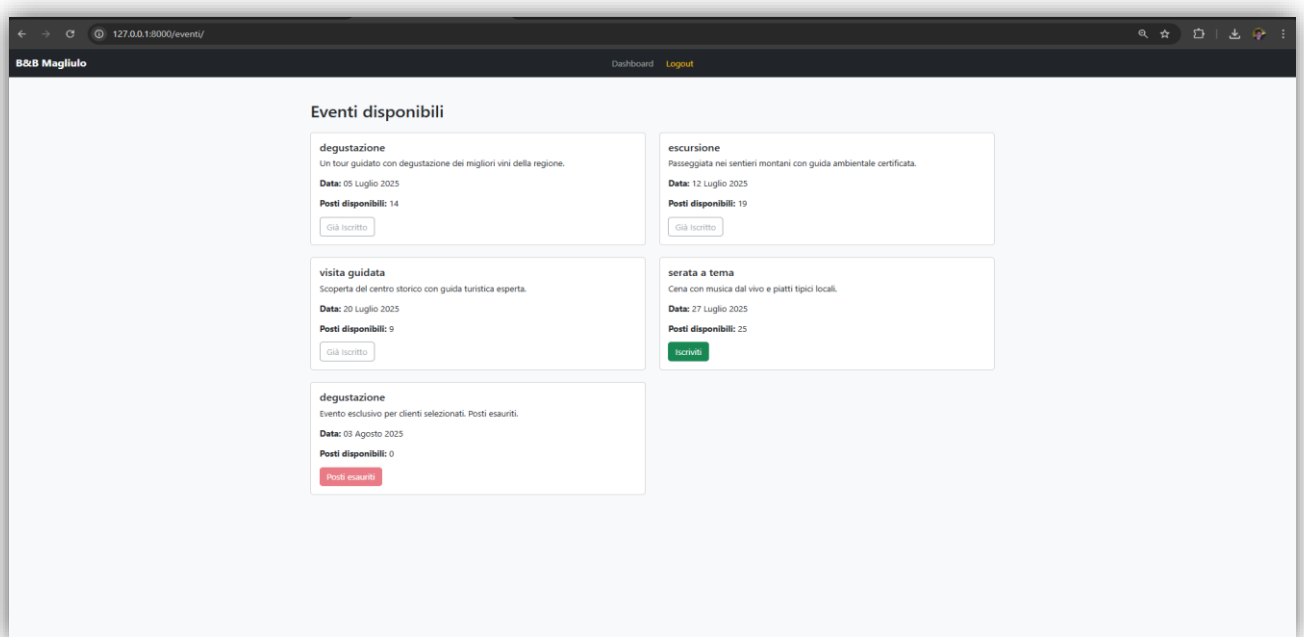 127.0.0.1:8000/eventi/
B&B Magliulo
Dashboard
Logout
Eventi disponibili
degustazione
Un tour guidato con degustazione dei migliori vini della regione.
Data: 05 Luglio 2025
Posti disponibili: 14
Già Iscritto
escursione
Passeggiata nei sentieri montani con guida ambientale certificata.
Data: 12 Luglio 2025
Posti disponibili: 19
Già Iscritto
visita guidata
Scoperta del centro storico con guida turistica esperta.
Data: 20 Luglio 2025
Posti disponibili: 9
Già Iscritto
serata a tema
Cena con musica dal vivo e piatti tipici locali.
Data: 27 Luglio 2025
Posti disponibili: 25
Iscriviti
degustazione
Evento esclusivo per clienti selezionati. Posti esauriti.
Data: 03 Agosto 2025
Posti disponibili: 0
Posti esauriti